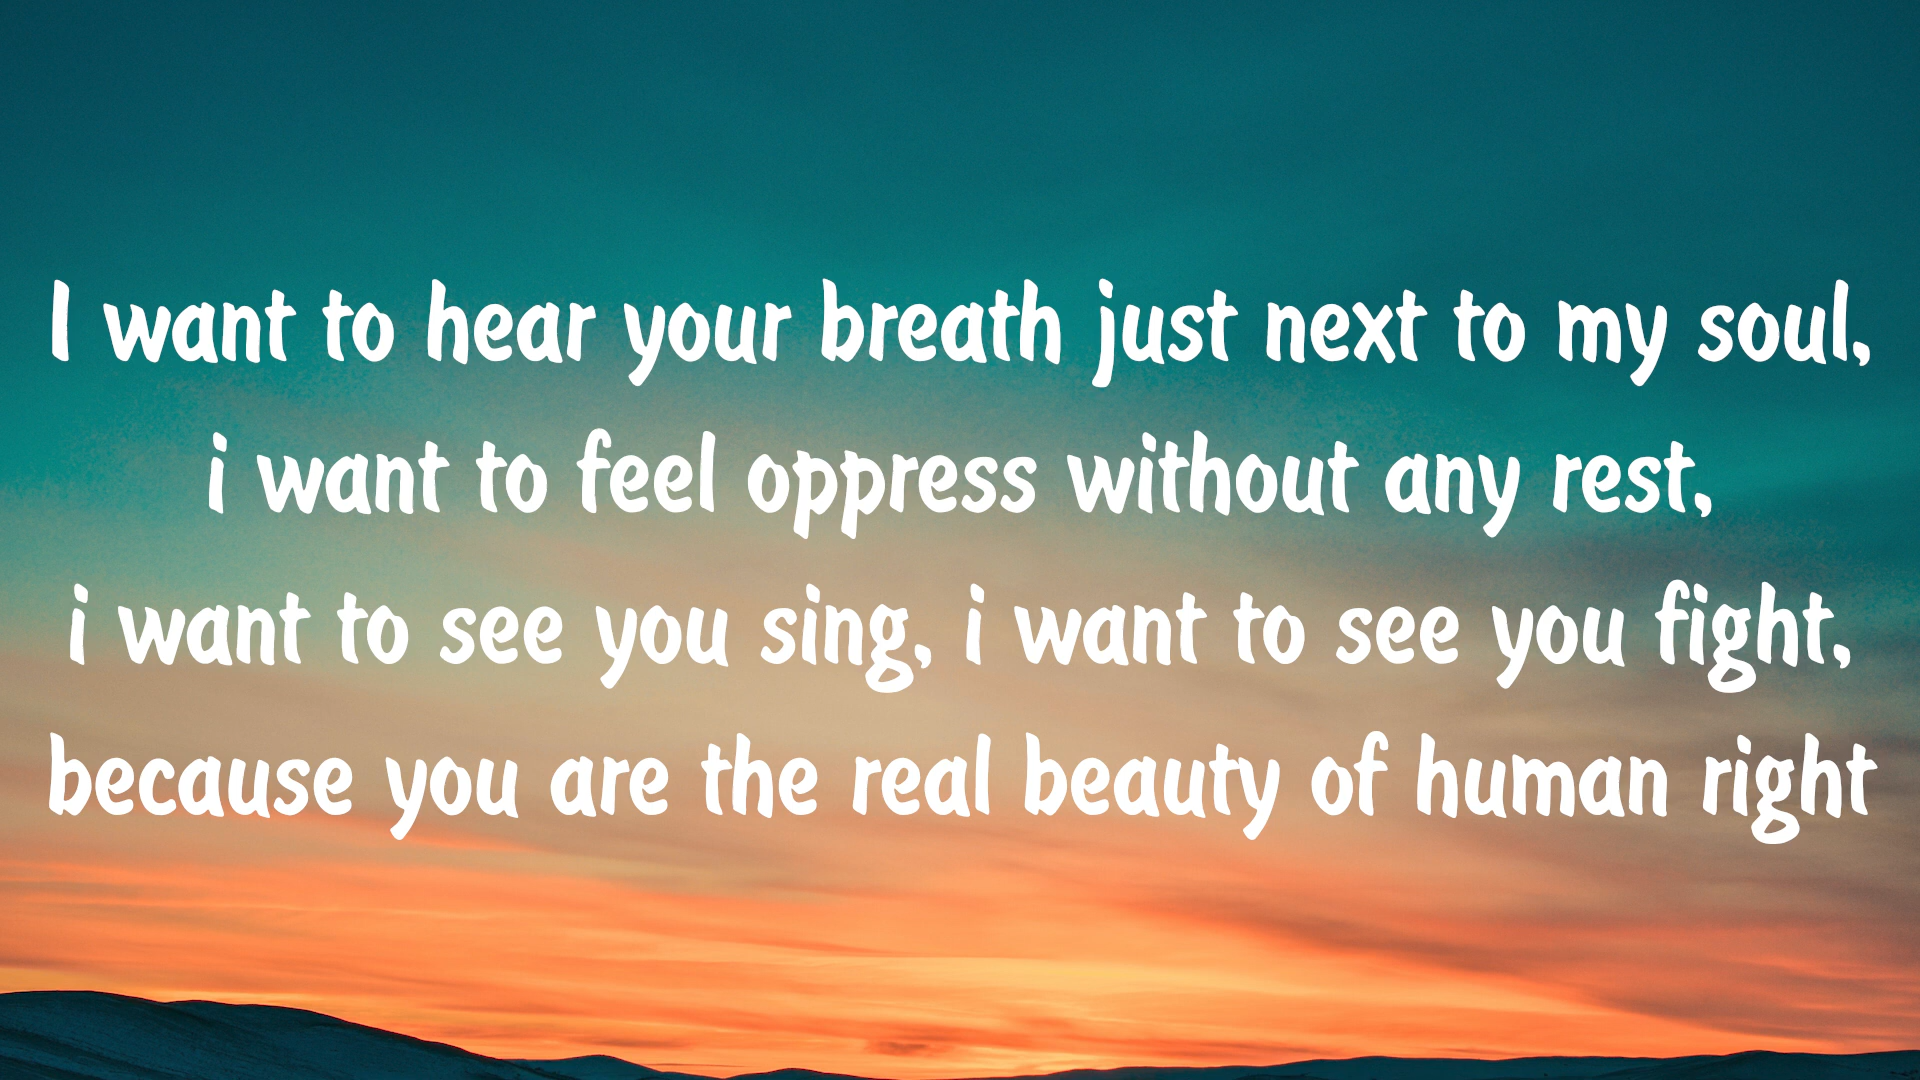 I want to hear your breath just next to my soul,
i want to feel oppress without any rest,
i want to see you sing, i want to see you fight,
because you are the real beauty of human right